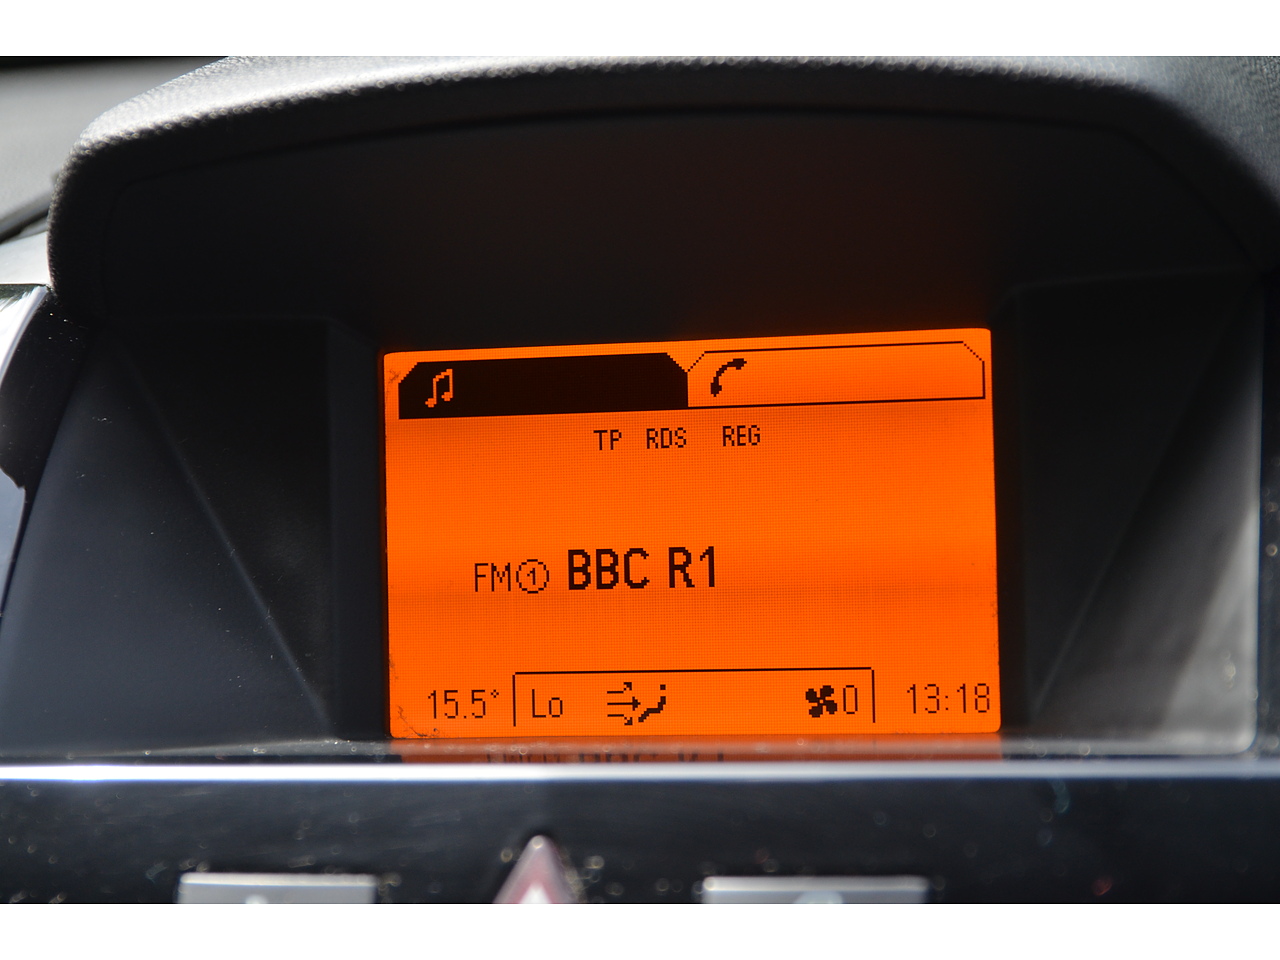 TP RDS REG
FM① BBC R1
15.5° Lo 0 13:18